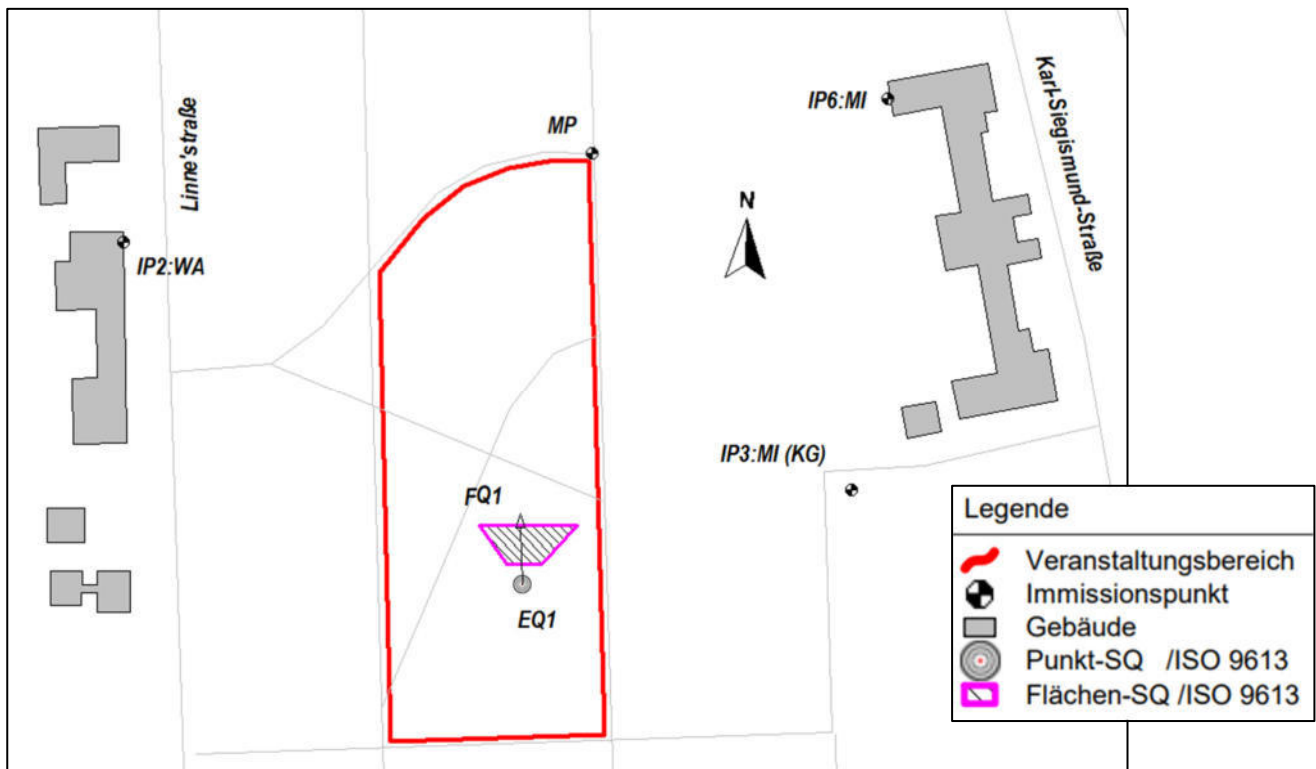 IP6:MI
MP
Linne'straße
Karl-Siegismund-Straße
N
IP2:WA
IP3:MI (KG)
FQ1
EQ1
Legende
Veranstaltungsbereich
Immissionspunkt
Gebäude
Punkt-SQ /ISO 9613
Flächen-SQ /ISO 9613